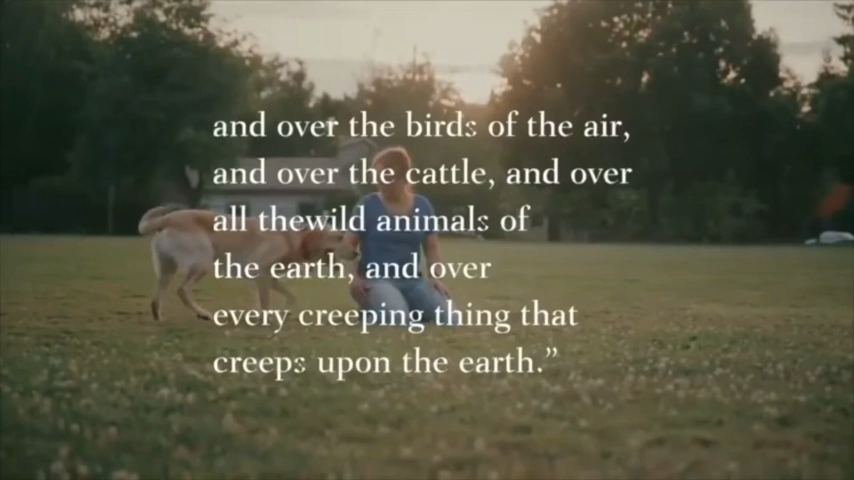 and over the birds of the air,
and over the cattle, and over
all thewild animals of
the earth, and over
every creeping thing that
creeps upon the earth.”